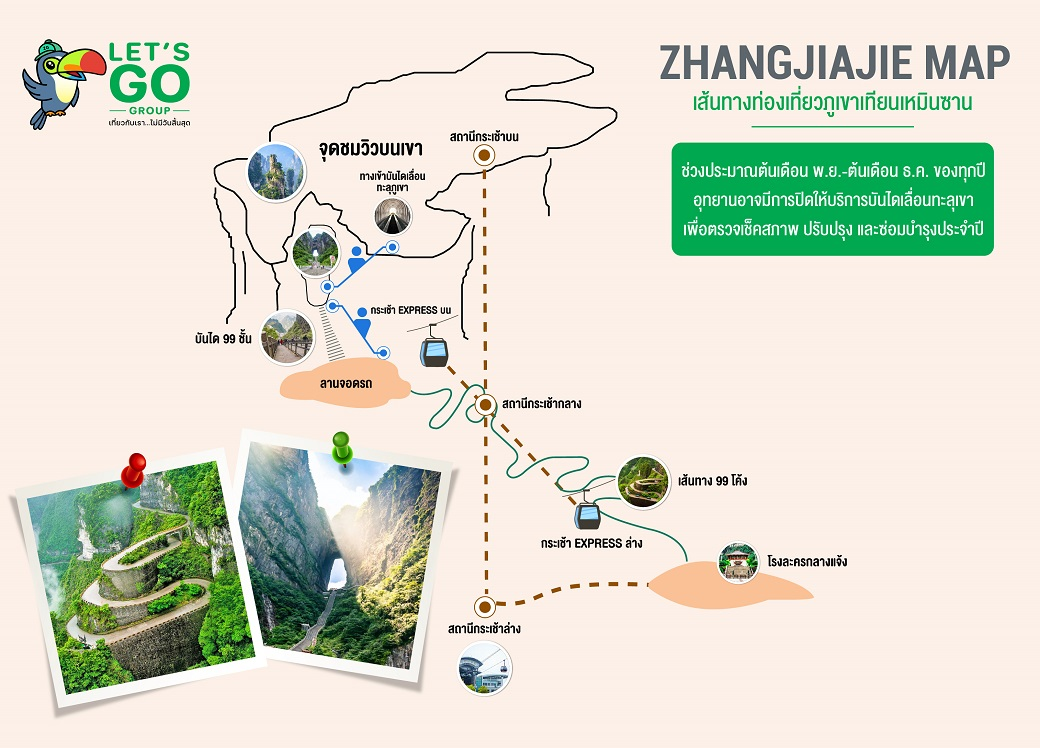 LET'S
GO
GROUP
เที่ยวกับเรา...ไม่มีวันสิ้นสุด
ZHANGJIAJIE MAP
เส้นทางท่องเที่ยวภูเขาเทียนเหมินซาน
ช่วงประมาณต้นเดือน พ.ย.-ต้นเดือน ธ.ค. ของทุกปี
อุทยานอาจมีการปิดให้บริการบันไดเลื่อนทะลุเขา
เพื่อตรวจเช็คสภาพ ปรับปรุง และซ่อมบำรุงประจำปี
สถานีกระเช้าบน
จุดชมวิวบนเขา
ทางเข้าบันไดเลื่อน
ทะลุภูเขา
กระเช้า EXPRESS บน
บันได 99 ขั้น
ลานจอดรถ
สถานีกระเช้ากลาง
เส้นทาง 99 โค้ง
กระเช้า EXPRESS ล่าง
โรงละครกลางแจ้ง
สถานีกระเช้าล่าง